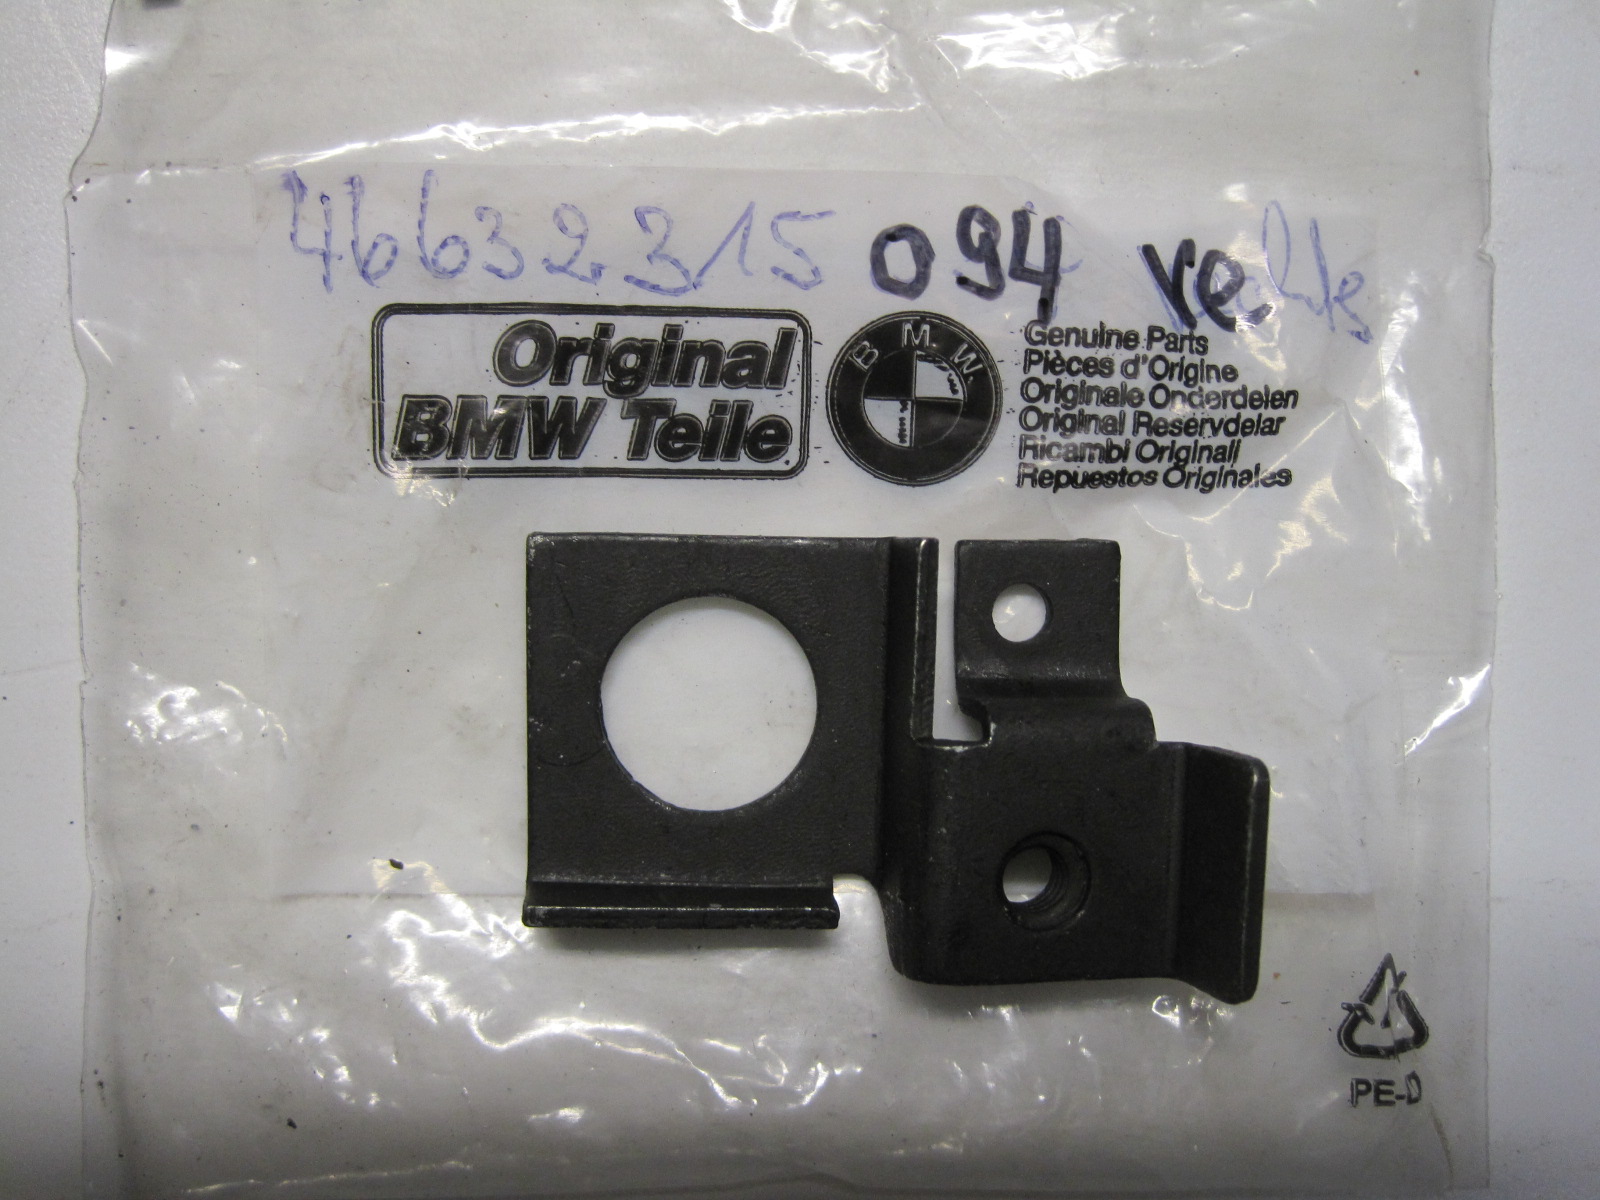 46632315 094 rechts
Original
BMW Teile
BMW
Genuine Parts
Pièces d'Origine
Originale Onderdelen
Original Reservdelar
Ricambi Originali
Repuestos Originales
PE-D